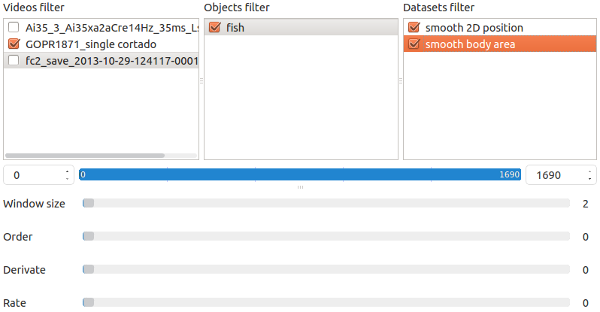 Videos filter
Objects filter
Datasets filter
Ai35_3_Ai35xa2aCre14Hz_35ms_L
fish
smooth 2D position
GOPR1871_single cortado
smooth body area
fc2_save_2013-10-29-124117-0001
0
0
1690
1690
Window size
2
Order
0
Derivate
0
Rate
0